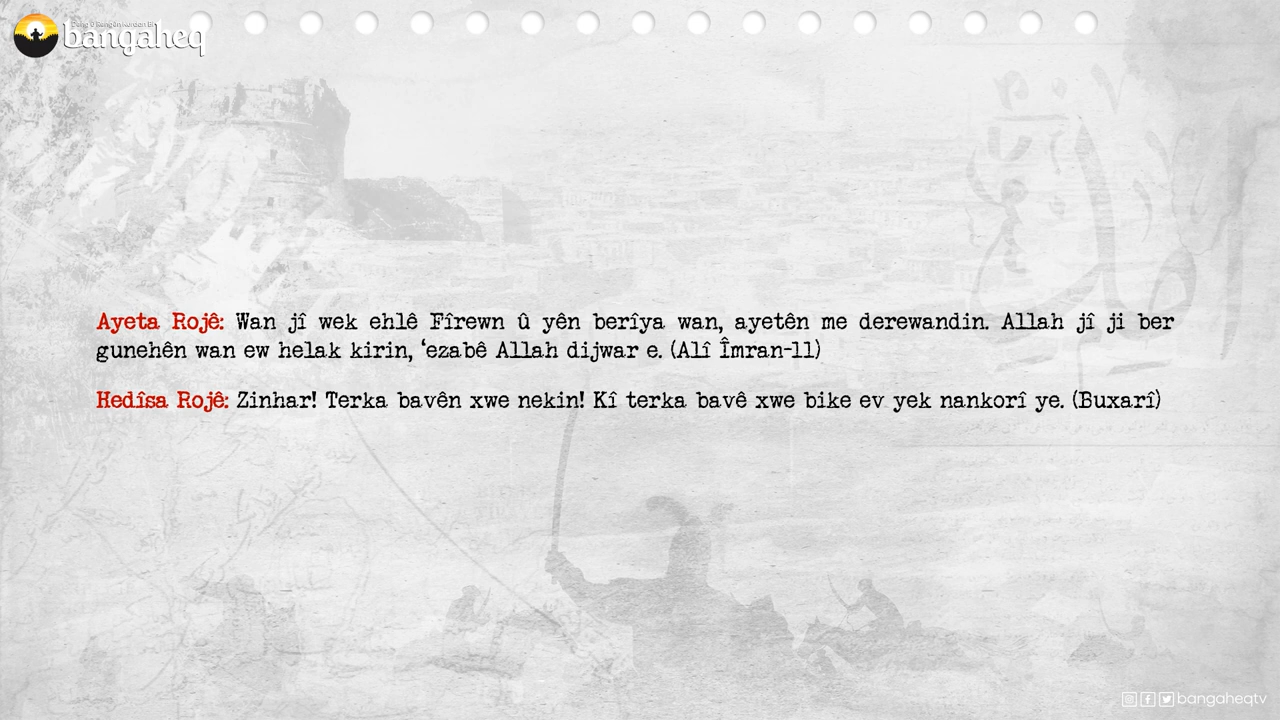 bangaheq
Ayeta Rojê: Wan jî wek ehlê Fîrewn û yên berîya wan, ayetên me derewandin. Allah jî ji ber
gunehên wan ew helak kirin, ‘ezabê Allah dijwar e. (Alî Îmran-11)
Hedîsa Rojê: Zinhar! Terka bavên xwe nekin! Kî terka bavê xwe bike ev yek nankorî ye. (Buxarî)
bangaheqtv